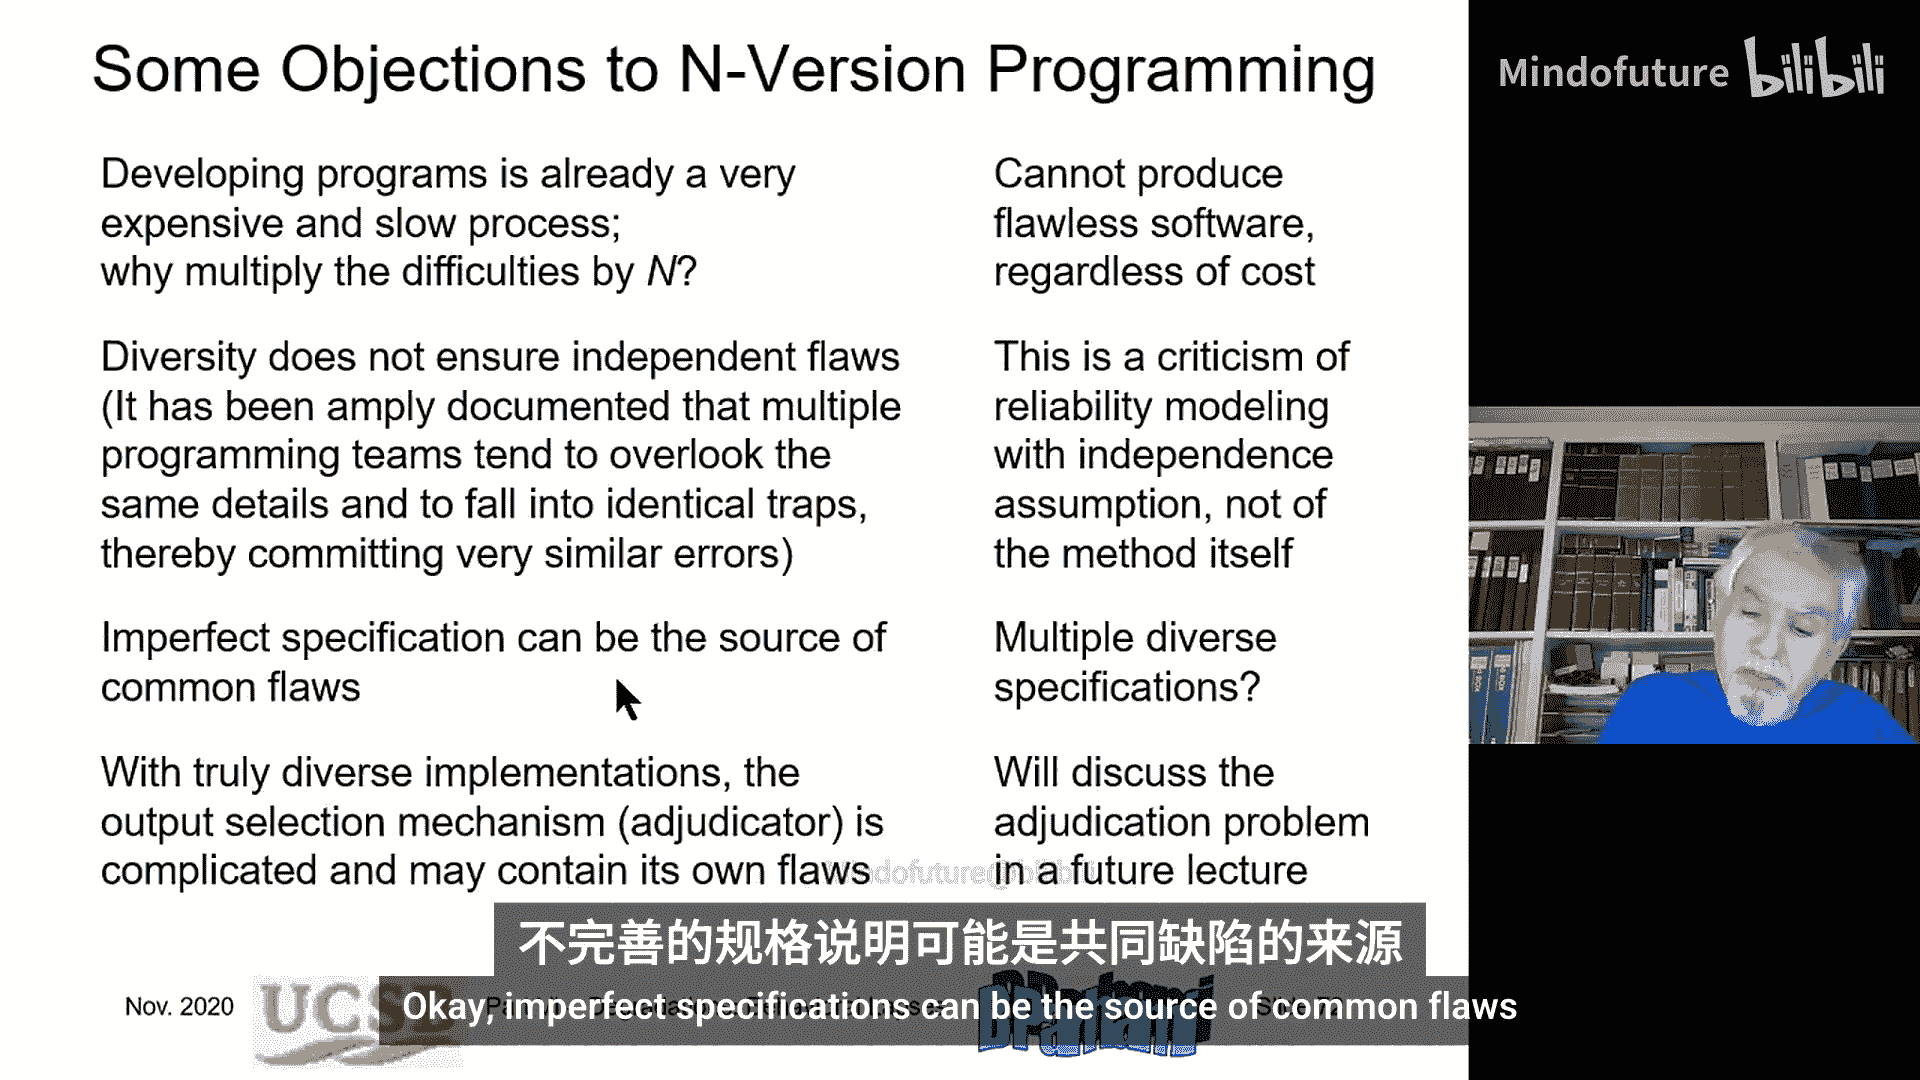 Some Objections to N-Version Programming
Mindofuture bilibili
Developing programs is already a very
expensive and slow process;
why multiply the difficulties by N?
Cannot produce
flawless software,
regardless of cost
Diversity does not ensure independent flaws
(It has been amply documented that multiple
programming teams tend to overlook the
same details and to fall into identical traps,
thereby committing very similar errors)
This is a criticism of
reliability modeling
with independence
assumption, not of
the method itself
Imperfect specification can be the source of
common flaws
Multiple diverse
specifications?
With truly diverse implementations, the
output selection mechanism (adjudicator) is
complicated and may contain its own flaws
Will discuss the
adjudication problem
in a future lecture
Mindofuture@bilibili
不完善的规格说明可能是共同缺陷的来源
Nov. 2020
UCSB
Okay, imperfect specifications can be the source of common flaws